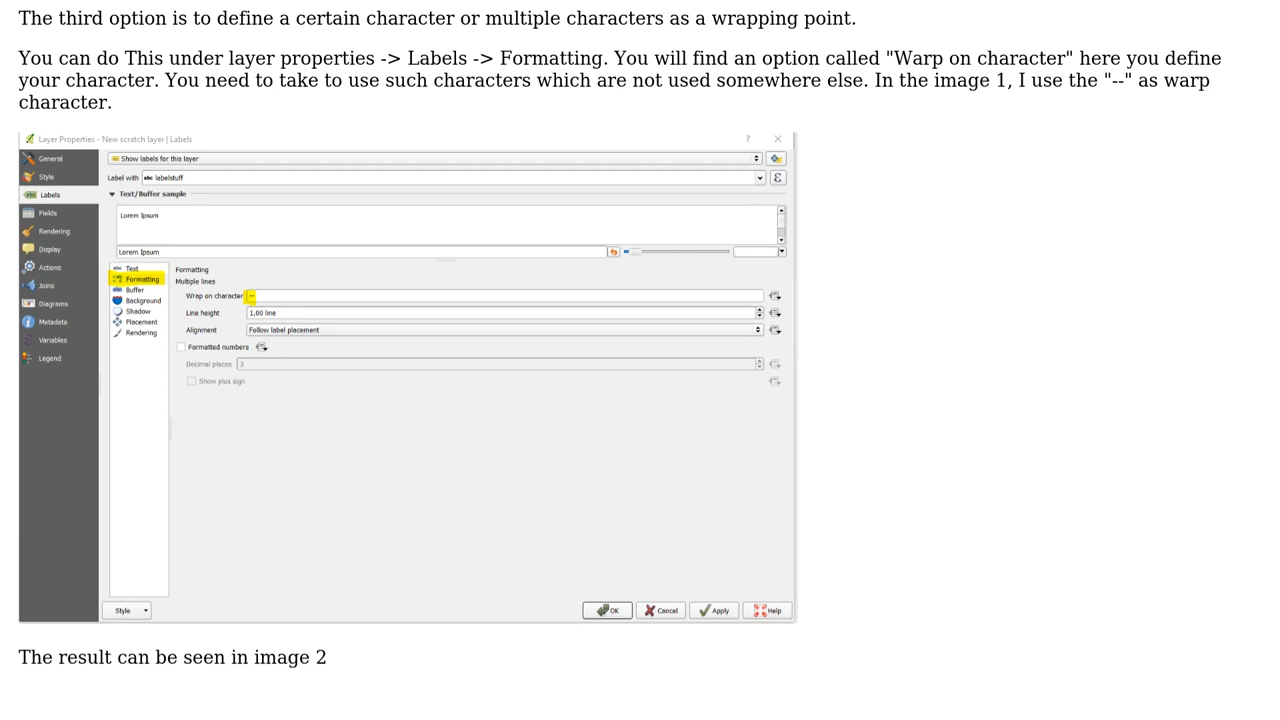 The third option is to define a certain character or multiple characters as a wrapping point.
You can do This under layer properties -> Labels -> Formatting. You will find an option called "Warp on character" here you define
your character. You need to take to use such characters which are not used somewhere else. In the image 1, I use the "--" as warp
character.
Layer Properties - New scratch layer | Labels
?
General
Show labels for this layer
Style
Label with abc labelstuff
ε
Labels
Text/Buffer sample
Fields
Lorem Ipsum
Rendering
Display
Lorem Ipsum
Actions
Text
Formatting
Formatting
Multiple lines
Joins
Buffer
Wrap on character --
Diagrams
Background
Shadow
Line height 1,00 line
Metadata
Placement
Alignment Follow label placement
Rendering
Variables
Formatted numbers
Legend
Decimal places 3
Show plus sign
Style
OK
Cancel
Apply
Help
The result can be seen in image 2